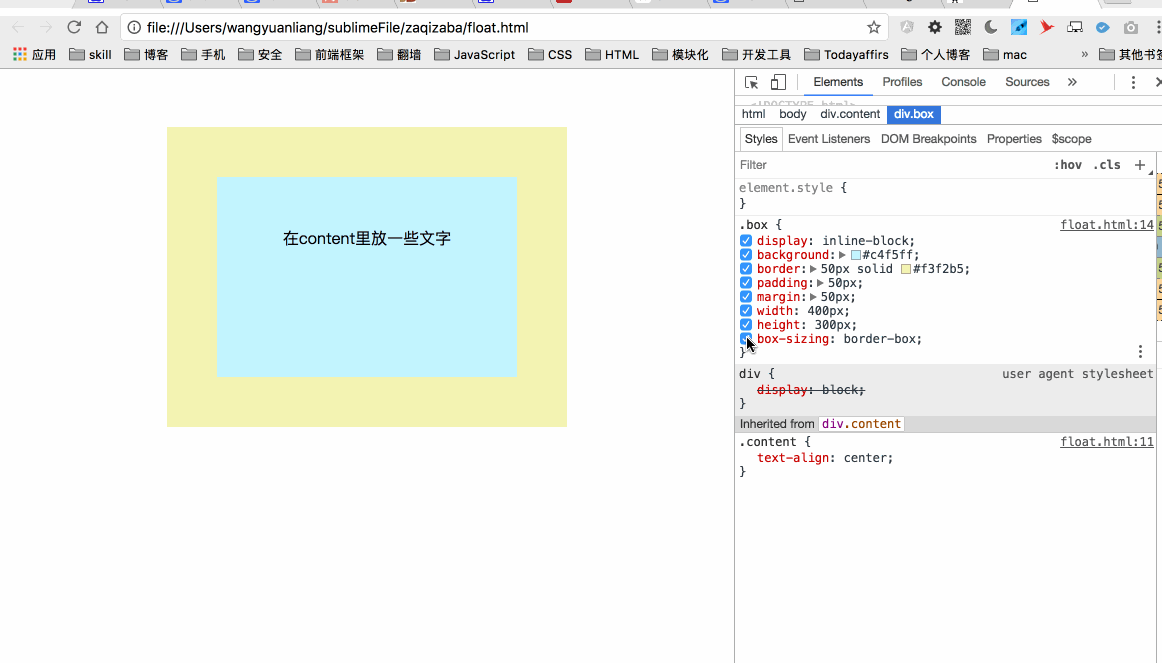 file:///Users/wangyuanliang/sublimeFile/zaqizaba/float.html
应用 skill 博客 手机 安全 前端框架 翻墙 JavaScript CSS HTML 模块化 开发工具 Todayaffirs 个人博客 mac » 其他书签
Elements Profiles Console Sources »
<!DOCTYPE html>
html body div.content div.box
Styles Event Listeners DOM Breakpoints Properties $scope
Filter :hov .cls +
element.style {
}
.box { float.html:14
display: inline-block;
background: #c4f5ff;
border: 50px solid #f3f2b5;
padding: 50px;
margin: 50px;
width: 400px;
height: 300px;
box-sizing: border-box;
}
div { user agent stylesheet
display: block;
}
Inherited from div.content
.content { float.html:11
text-align: center;
}
在content里放一些文字